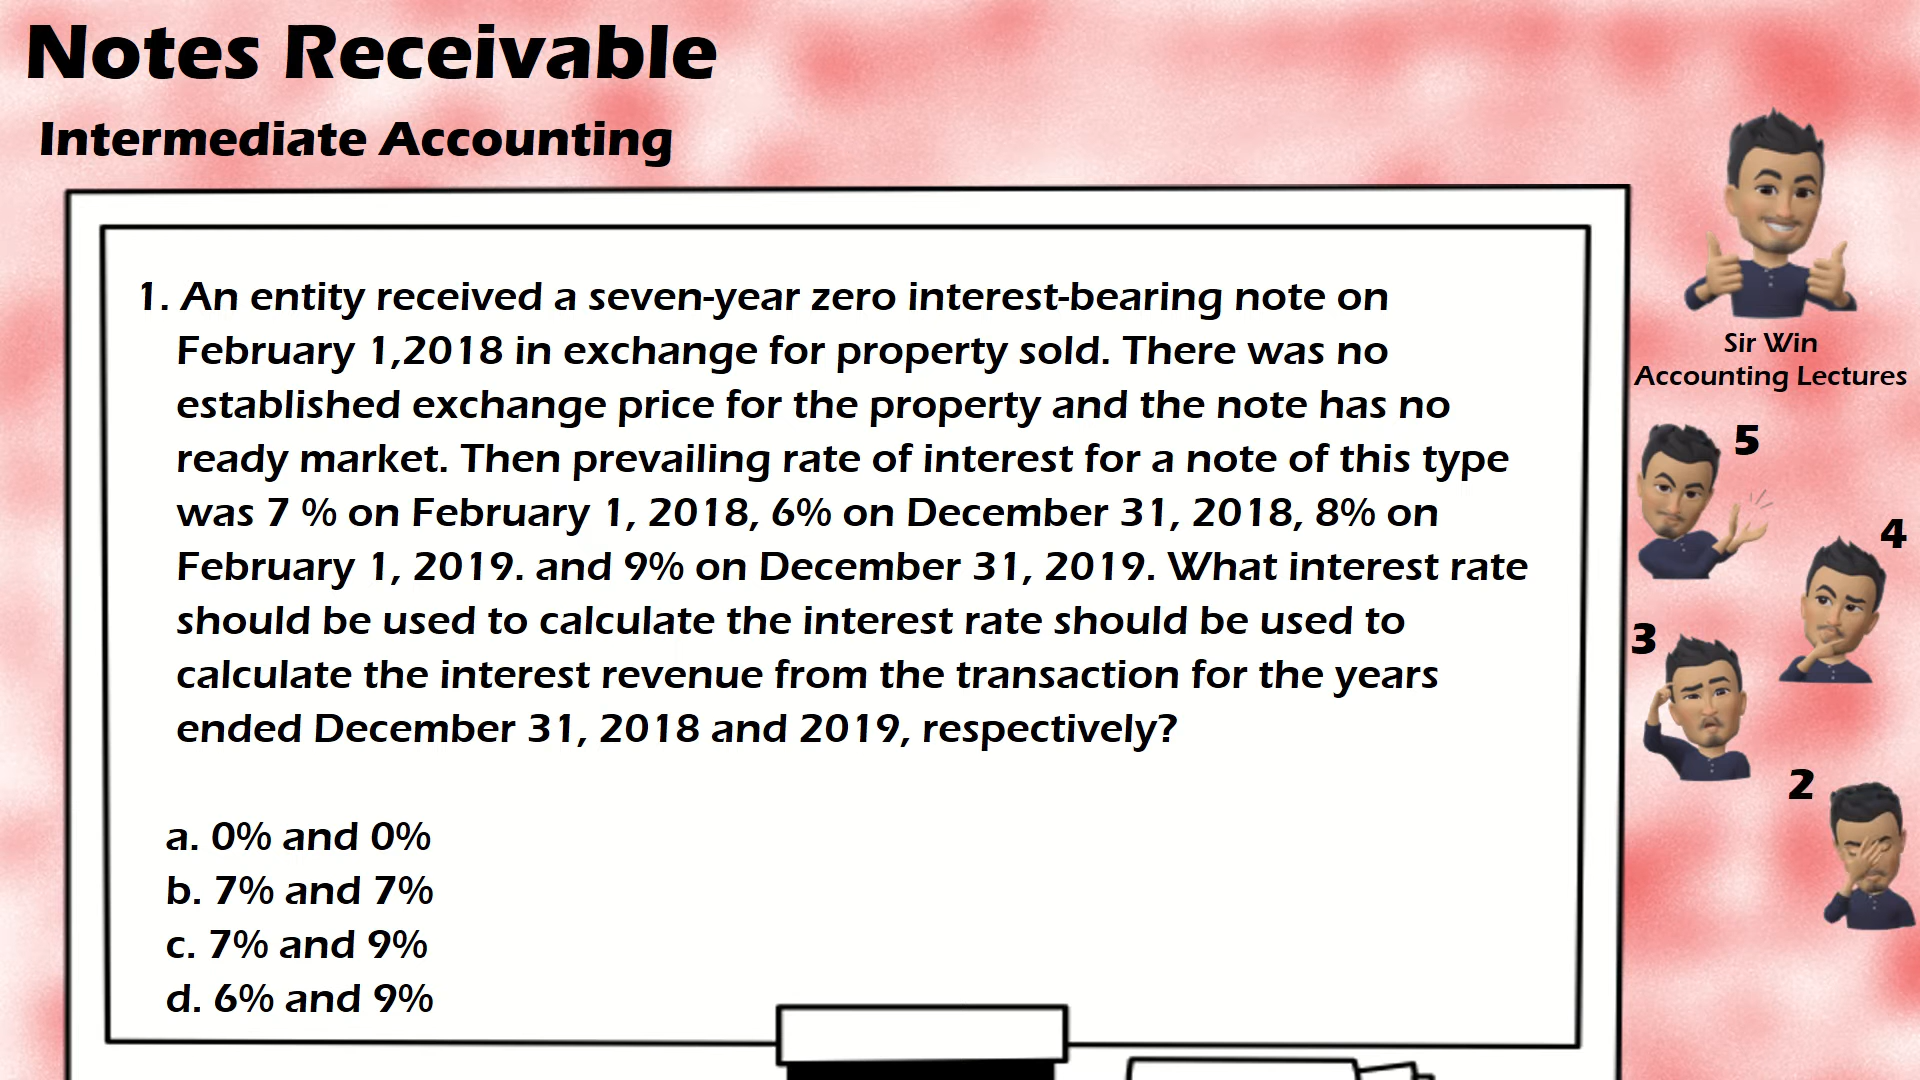 Notes Receivable
Intermediate Accounting
1. An entity received a seven-year zero interest-bearing note on
February 1,2018 in exchange for property sold. There was no
established exchange price for the property and the note has no
ready market. Then prevailing rate of interest for a note of this type
was 7 % on February 1, 2018, 6% on December 31, 2018, 8% on
February 1, 2019. and 9% on December 31, 2019. What interest rate
should be used to calculate the interest rate should be used to
calculate the interest revenue from the transaction for the years
ended December 31, 2018 and 2019, respectively?
a. 0% and 0%
b. 7% and 7%
c. 7% and 9%
d. 6% and 9%
Sir Win
Accounting Lectures
5
4
3
2